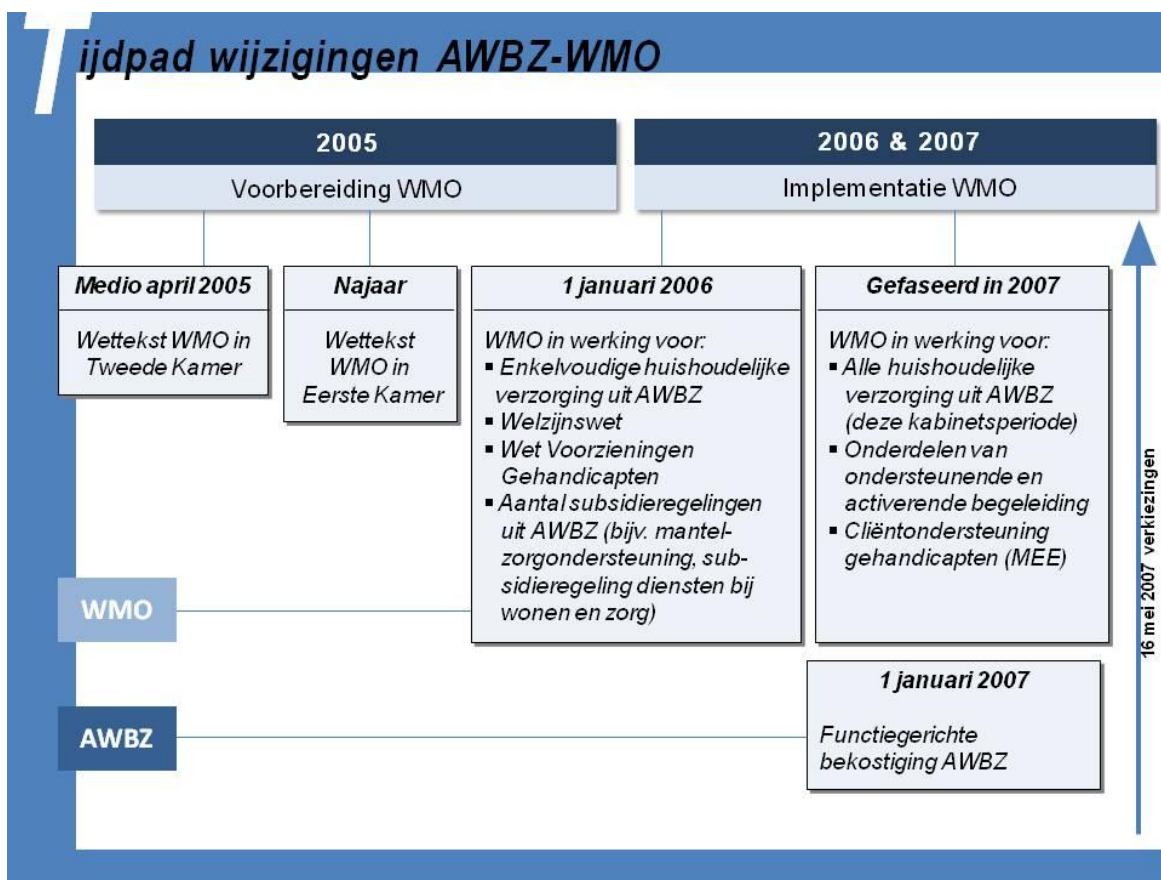 Tijdpad wijzigingen AWBZ-WMO
2005
Voorbereiding WMO
2006 & 2007
Implementatie WMO
Medio april 2005
Wettekst WMO in
Tweede Kamer
Najaar
Wettekst
WMO in
Eerste Kamer
1 januari 2006
WMO in werking voor:
▪ Enkelvoudige huishoudelijke
verzorging uit AWBZ
▪ Welzijnswet
▪ Wet Voorzieningen
Gehandicapten
▪ Aantal subsidieregelingen
uit AWBZ (bijv. mantel-
zorgondersteuning, sub-
sidieregeling diensten bij
wonen en zorg)
Gefaseerd in 2007
WMO in werking voor:
▪ Alle huishoudelijke
verzorging uit AWBZ
(deze kabinetsperiode)
▪ Onderdelen van
ondersteunende en
activerende begeleiding
▪ Cliëntondersteuning
gehandicapten (MEE)
16 mei 2007 verkiezingen
WMO
1 januari 2007
Functiegerichte
bekostiging AWBZ
AWBZ